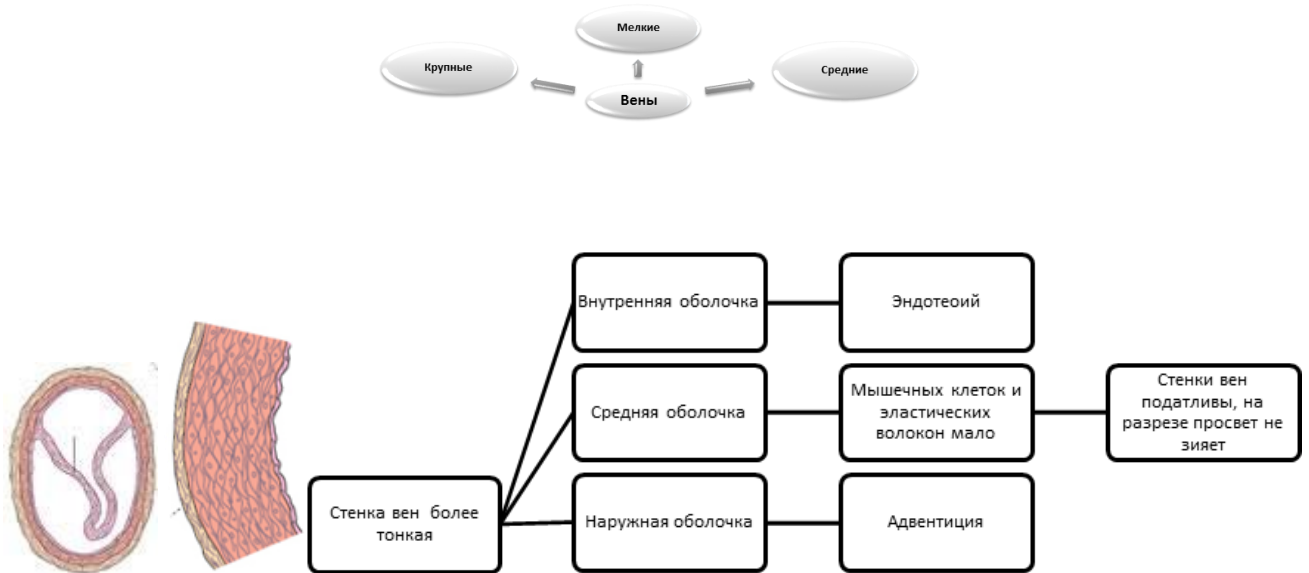 Мелкие
Крупные
Средние
Вены
Внутренняя оболочка
Эндотеоий
Средняя оболочка
Мышечных клеток и
эластических
волокон мало
Стенки вен
податливы, на
разрезе просвет не
зияет
Стенка вен более
тонкая
Наружная оболочка
Адвентиция